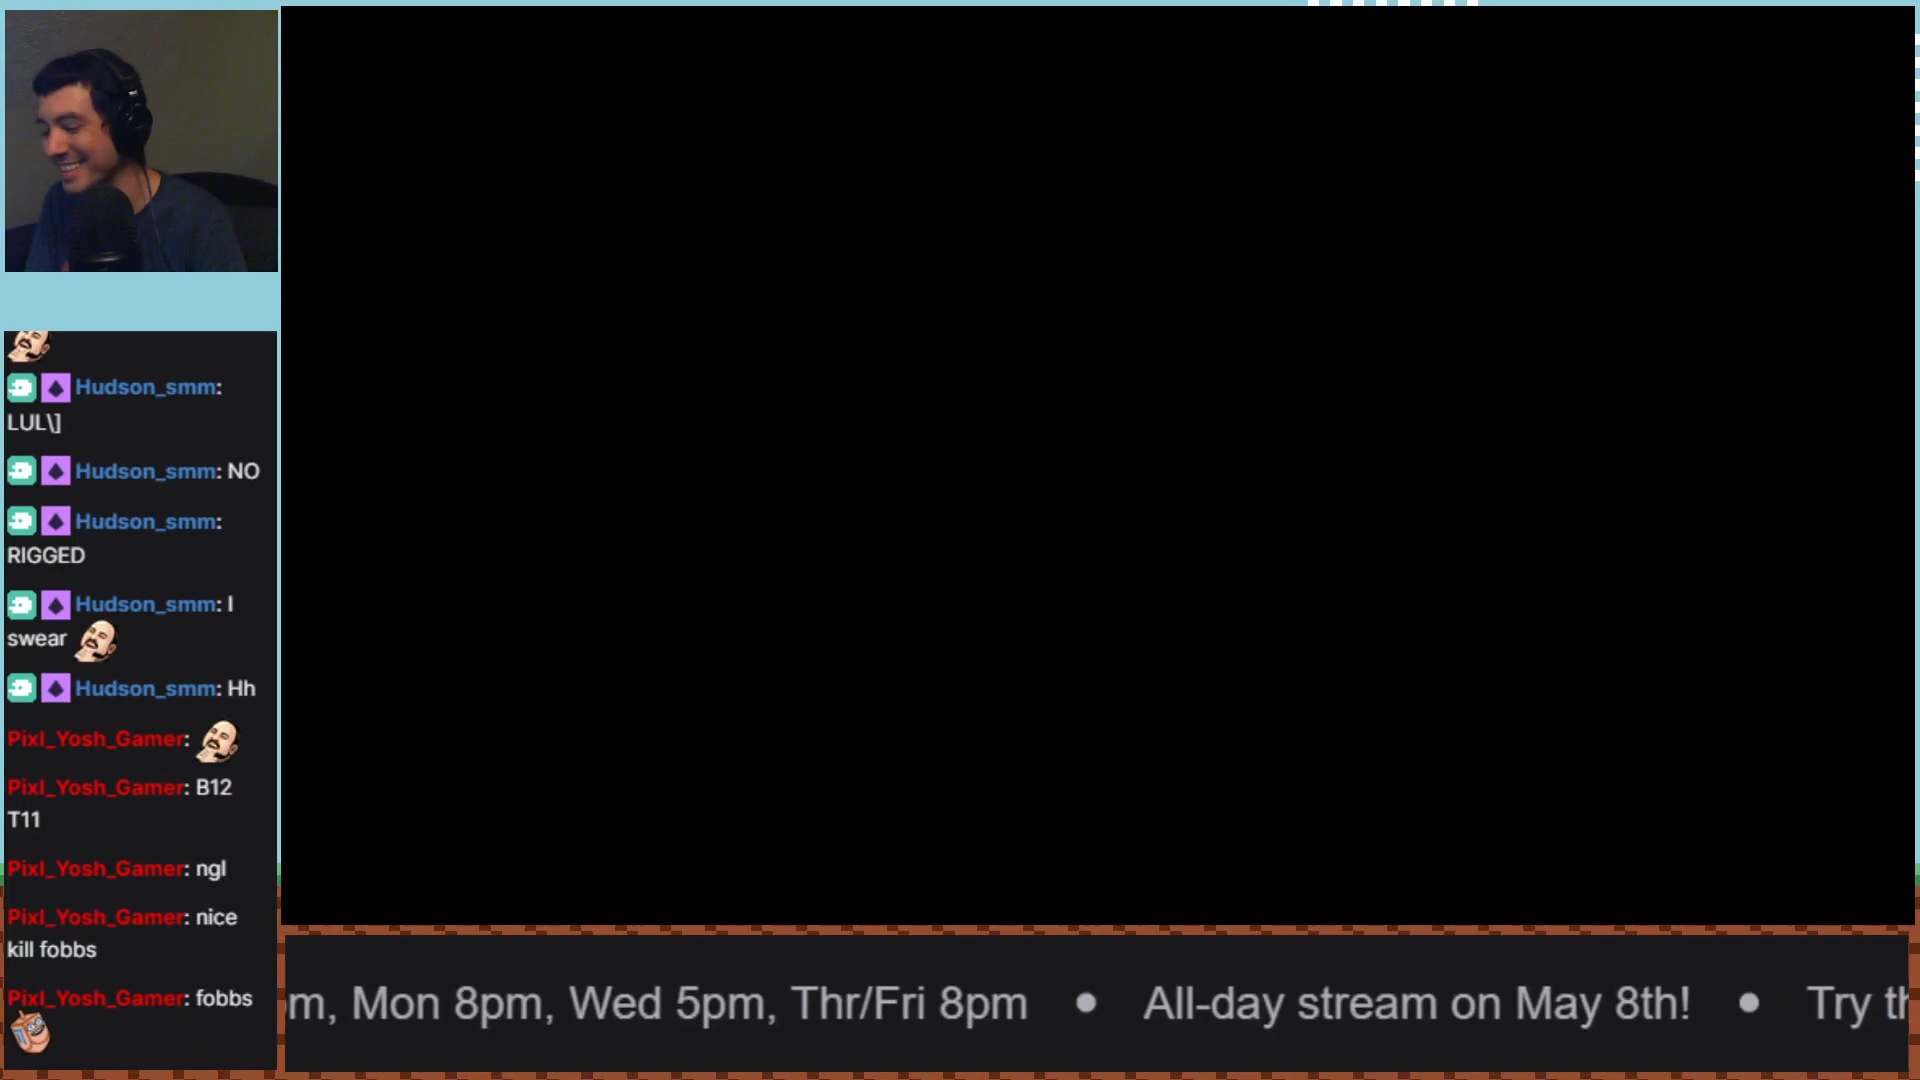 Hudson_smm:
LUL\]
Hudson_smm: NO
Hudson_smm:
RIGGED
Hudson_smm: I
swear
Hudson_smm: Hh
Pixl_Yosh_Gamer:
Pixl_Yosh_Gamer: B12
T11
Pixl_Yosh_Gamer: ngl
Pixl_Yosh_Gamer: nice
kill fobbs
Pixl_Yosh_Gamer: fobbs
m, Mon 8pm, Wed 5pm, Thr/Fri 8pm • All-day stream on May 8th! • Try